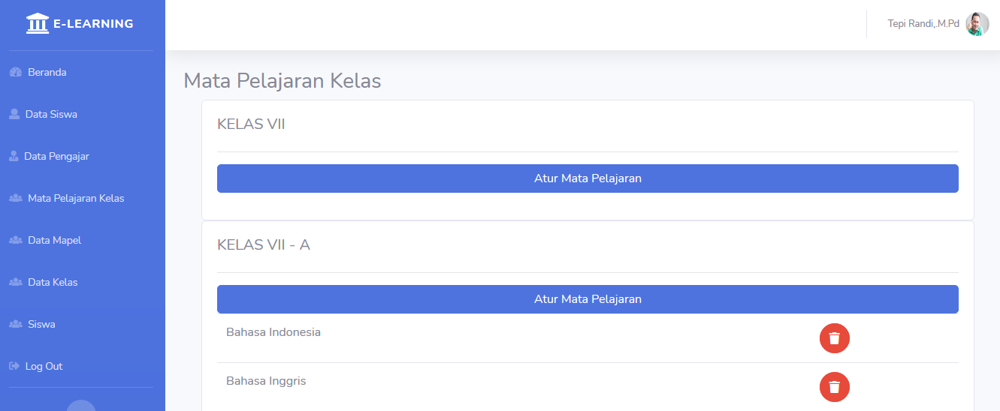 E-LEARNING
Beranda
Data Siswa
Data Pengajar
Mata Pelajaran Kelas
Data Mapel
Data Kelas
Siswa
Log Out
Tepi Randi,.M.Pd
Mata Pelajaran Kelas
KELAS VII
Atur Mata Pelajaran
KELAS VII - A
Atur Mata Pelajaran
Bahasa Indonesia
Bahasa Inggris